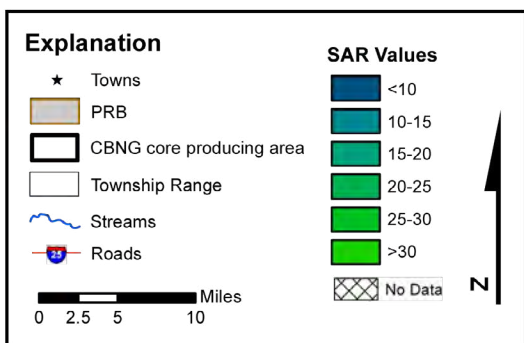 Explanation
Towns
PRB
CBNG core producing area
Township Range
Streams
25 Roads
Miles
0 2.5 5 10
SAR Values
<10
10-15
15-20
20-25
25-30
>30
No Data
N